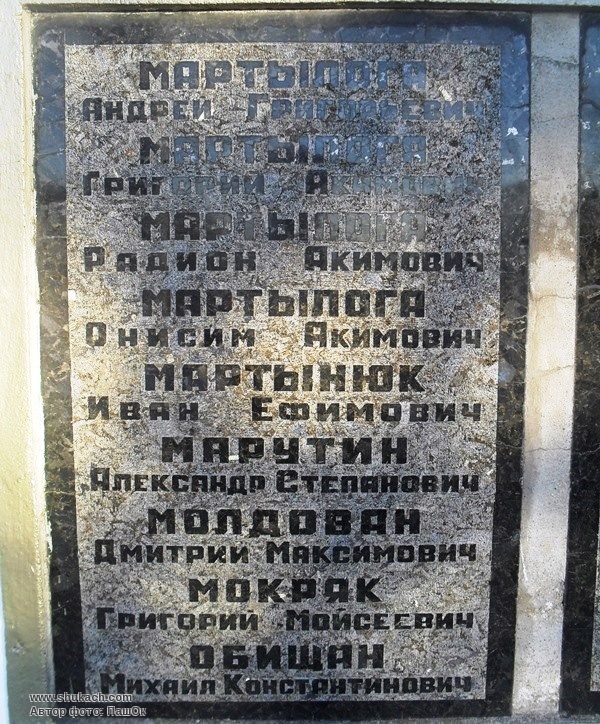 МАРТЫЛОГА
Андрей Григорьевич
МАРТЫЛОГА
Григорий Акимович
МАРТЫЛОГА
Радион Акимович
МАРТЫЛОГА
Онисим Акимович
МАРТЫНЮК
Иван Ефимович
МАРУТИН
Александр Степанович
МОЛДОВАН
Дмитрий Максимович
МОКРЯК
Григорий Мойсеевич
ОБИЩАН
Михаил Константинович
www.shukach.com
Автор фото: ПашОк